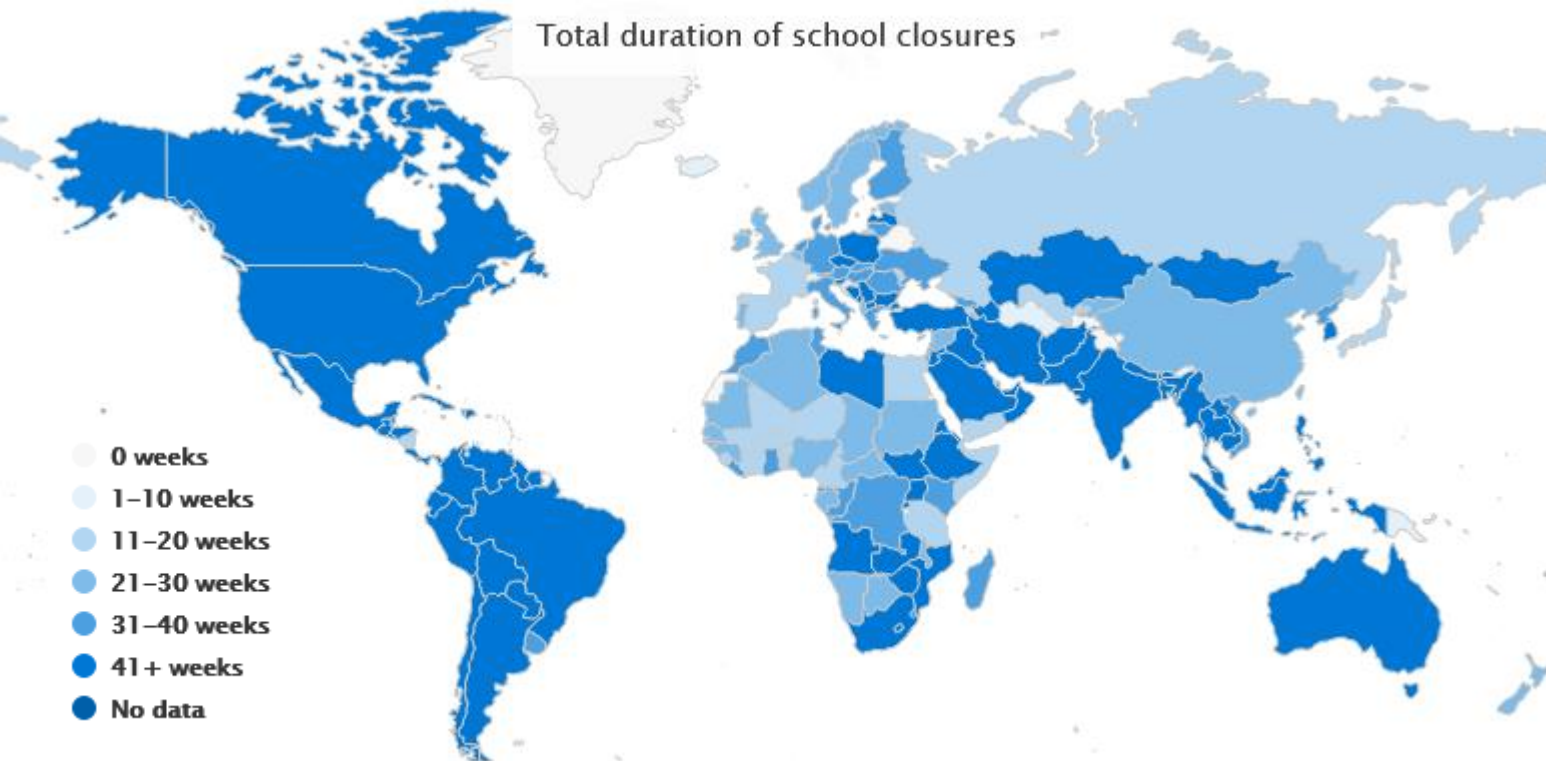 Total duration of school closures
0 weeks
1–10 weeks
11–20 weeks
21–30 weeks
31–40 weeks
41+ weeks
No data